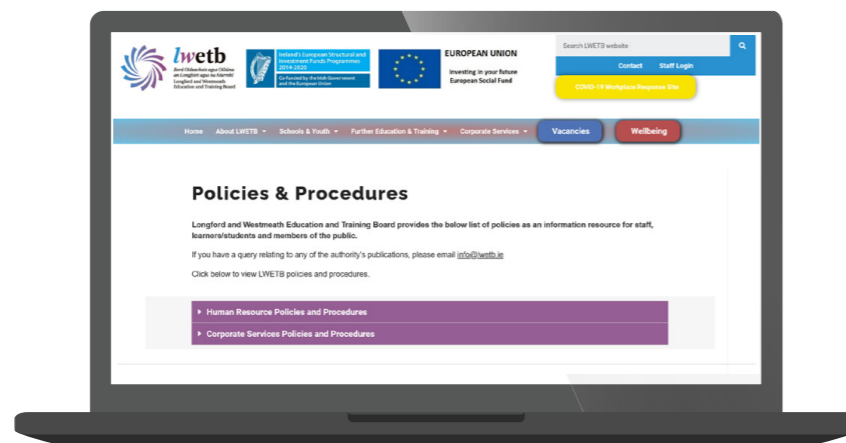 lwetb
Bord Oideachais agus Oiliúna
an Longfoirt agus na hIarmhí
Longford and Westmeath
Education and Training Board
Ireland's European Structural and
Investment Funds Programmes
2014-2020
Co-funded by the Irish Government
and the European Union
EUROPEAN UNION
Investing in your future
European Social Fund
Search LWETB website
Contact Staff Login
COVID-19 Workplace Response Site
Home About LWETB Schools & Youth Further Education & Training Corporate Services Vacancies Wellbeing
Policies & Procedures
Longford and Westmeath Education and Training Board provides the below list of policies as an information resource for staff,
learners/students and members of the public.
If you have a query relating to any of the authority's publications, please email info@lwetb.ie
Click below to view LWETB policies and procedures.
Human Resource Policies and Procedures
Corporate Services Policies and Procedures